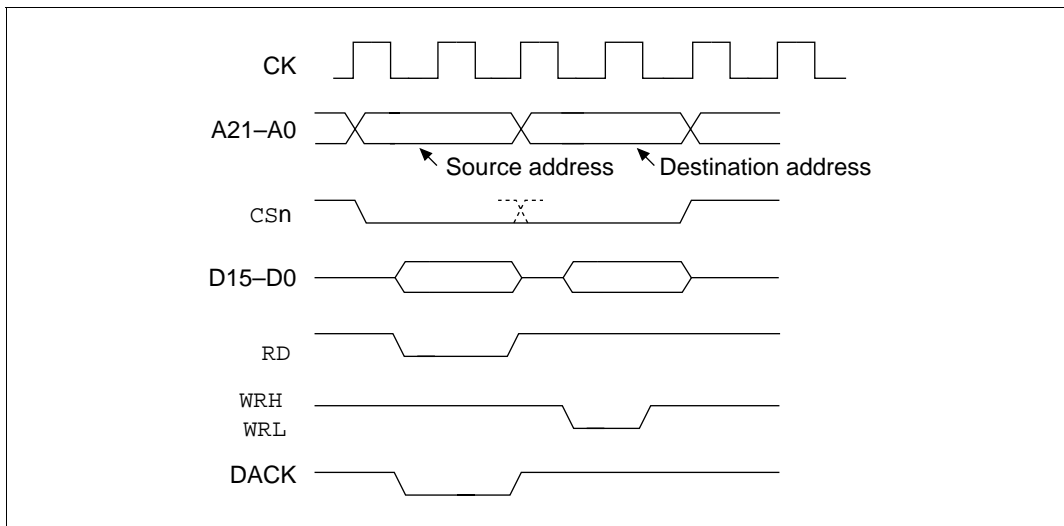 CK
A21–A0
Source address
Destination address
CSn
D15–D0
RD
WRH
WRL
DACK